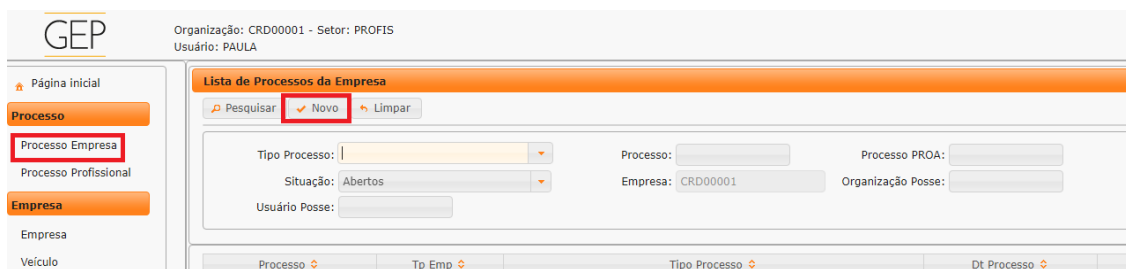 GEP
Organização: CRD00001 - Setor: PROFIS
Usuário: PAULA
Página inicial
Processo
Processo Empresa
Processo Profissional
Empresa
Empresa
Veículo
Lista de Processos da Empresa
Pesquisar Novo Limpar
Tipo Processo: Processo: Processo PROA:
Situação: Abertos Empresa: CRD00001 Organização Posse:
Usuário Posse:
Processo Tp Emp Tipo Processo Dt Processo